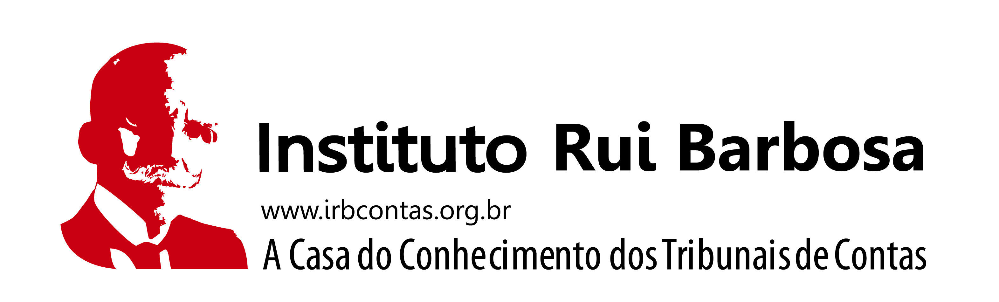 Instituto Rui Barbosa
www.irbcontas.org.br
A Casa do Conhecimento dos Tribunais de Contas